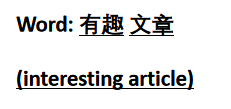 Word: 有趣 文章
(interesting article)